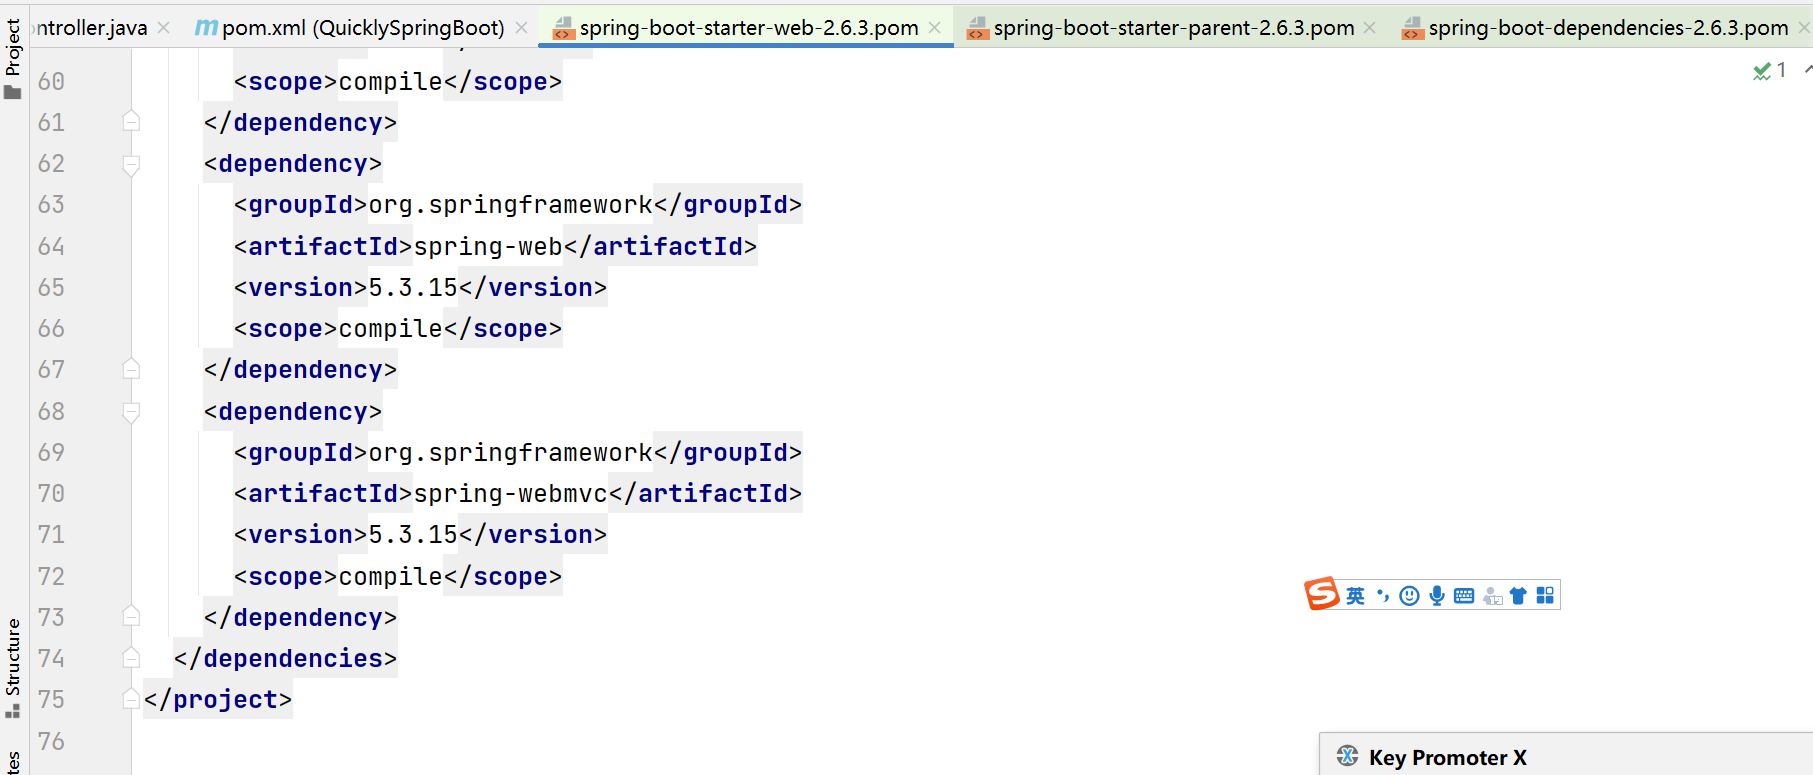 Project
ntroller.java
pom.xml (QuicklySpringBoot)
spring-boot-starter-web-2.6.3.pom
spring-boot-starter-parent-2.6.3.pom
spring-boot-dependencies-2.6.3.pom
1
60 <scope>compile</scope>
61 </dependency>
62 <dependency>
63 <groupId>org.springframework</groupId>
64 <artifactId>spring-web</artifactId>
65 <version>5.3.15</version>
66 <scope>compile</scope>
67 </dependency>
68 <dependency>
69 <groupId>org.springframework</groupId>
70 <artifactId>spring-webmvc</artifactId>
71 <version>5.3.15</version>
72 <scope>compile</scope>
73 </dependency>
74 </dependencies>
75 </project>
76
Structure
tes
英
Key Promoter X